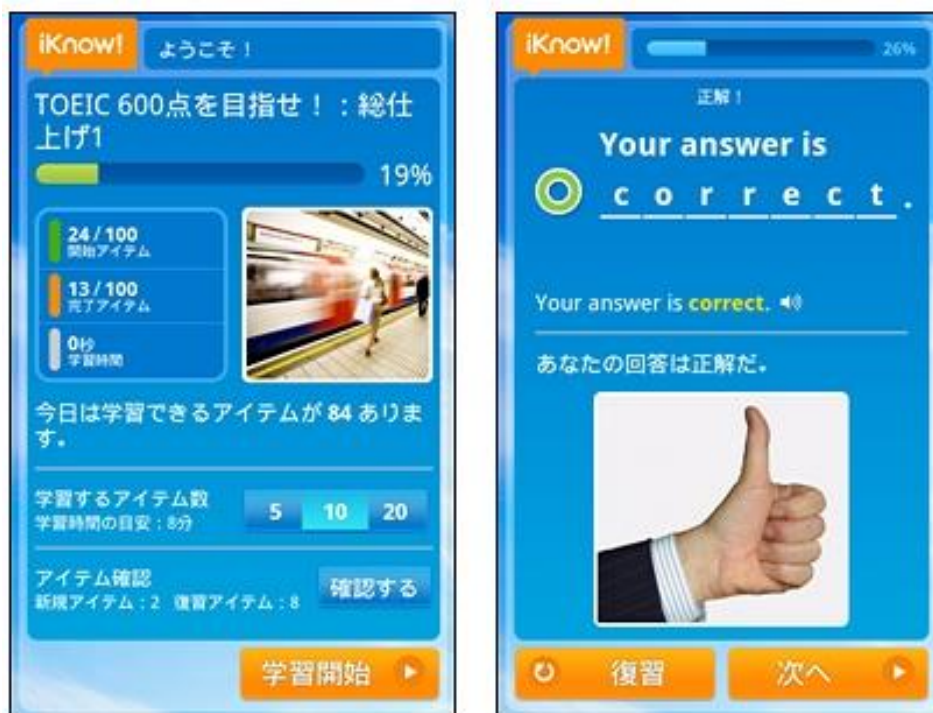 iKnow!
ようこそ！
TOEIC 600点を目指せ！：総仕
上げ1
19%
24/100
開始アイテム
13/100
完了アイテム
0秒
学習時間
今日は学習できるアイテムが 84 ありま
す。
学習するアイテム数
学習時間の目安：8分
5 10 20
アイテム確認
新規アイテム：2 復習アイテム：8
確認する
学習開始
iKnow!
26%
正解！
Your answer is
c o r r e c t .
Your answer is correct.
あなたの回答は正解だ。
復習
次へ